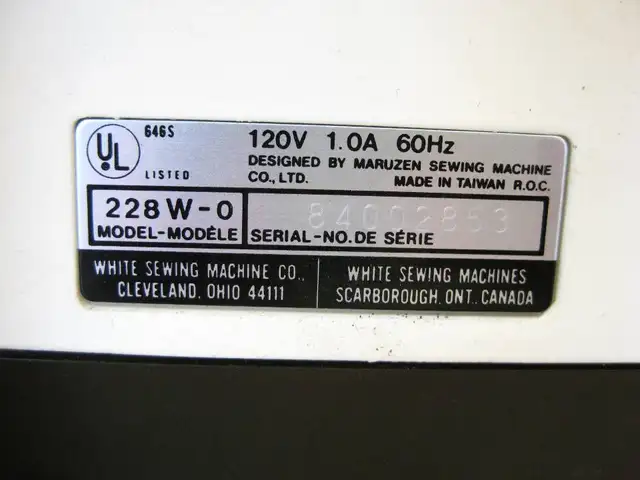 UL
646S
LISTED
120V 1.0A 60Hz
DESIGNED BY MARUZEN SEWING MACHINE
CO., LTD. MADE IN TAIWAN R.O.C.
228W-0
MODEL-MODÈLE
84002853
SERIAL-NO.DE SÉRIE
WHITE SEWING MACHINE CO.,
CLEVELAND, OHIO 44111
WHITE SEWING MACHINES
SCARBOROUGH, ONT. CANADA